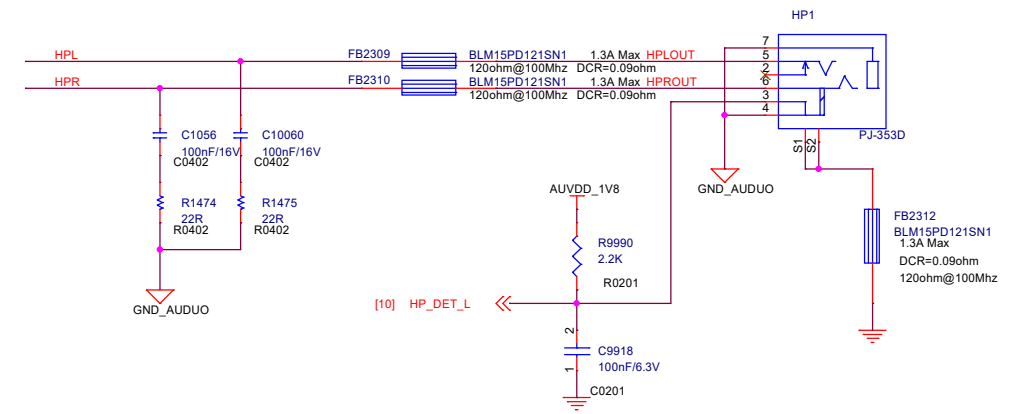 HP1
HPL
FB2309
BLM15PD121SN1
1.3A Max
HPLOUT
120ohm@100Mhz
DCR=0.09ohm
HPR
FB2310
BLM15PD121SN1
1.3A Max
HPROUT
120ohm@100Mhz
DCR=0.09ohm
7
5
2
6
3
4
PJ-353D
S1
S2
C1056
100nF/16V
C0402
C10060
100nF/16V
C0402
R1474
22R
R0402
R1475
22R
R0402
GND_AUDUO
GND_AUDUO
AUVDD_1V8
R9990
2.2K
R0201
[10]
HP_DET_L
2
1
C9918
100nF/6.3V
C0201
FB2312
BLM15PD121SN1
1.3A Max
DCR=0.09ohm
120ohm@100Mhz